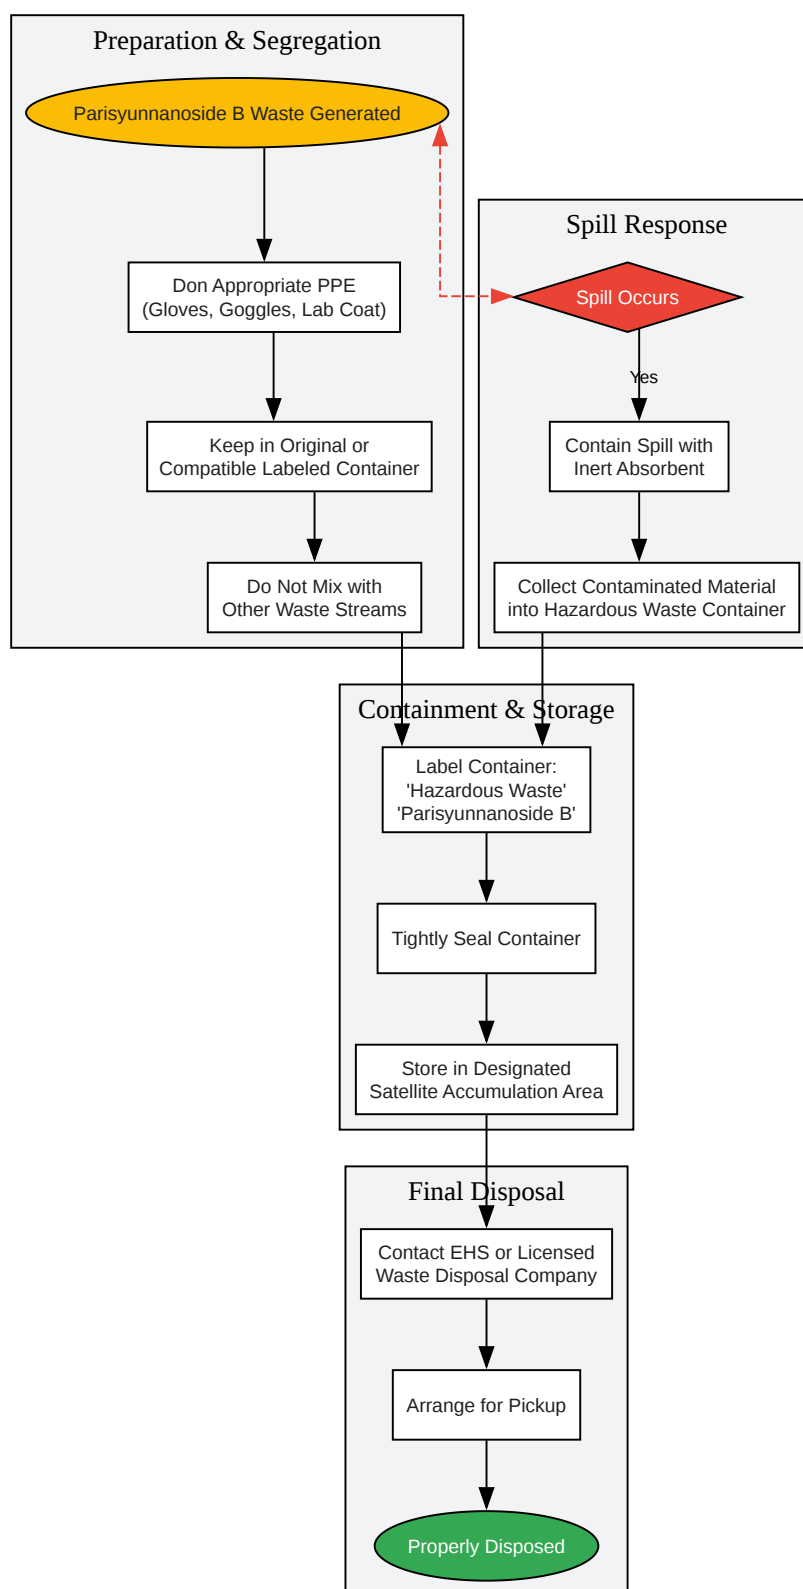 Preparation & Segregation
Parisyunnanoside B Waste Generated
Don Appropriate PPE
(Gloves, Goggles, Lab Coat)
Keep in Original or
Compatible Labeled Container
Do Not Mix with
Other Waste Streams
Spill Response
Spill Occurs
Yes
Contain Spill with
Inert Absorbent
Collect Contaminated Material
into Hazardous Waste Container
Containment & Storage
Label Container:
'Hazardous Waste'
'Parisyunnanoside B'
Tightly Seal Container
Store in Designated
Satellite Accumulation Area
Final Disposal
Contact EHS or Licensed
Waste Disposal Company
Arrange for Pickup
Properly Disposed